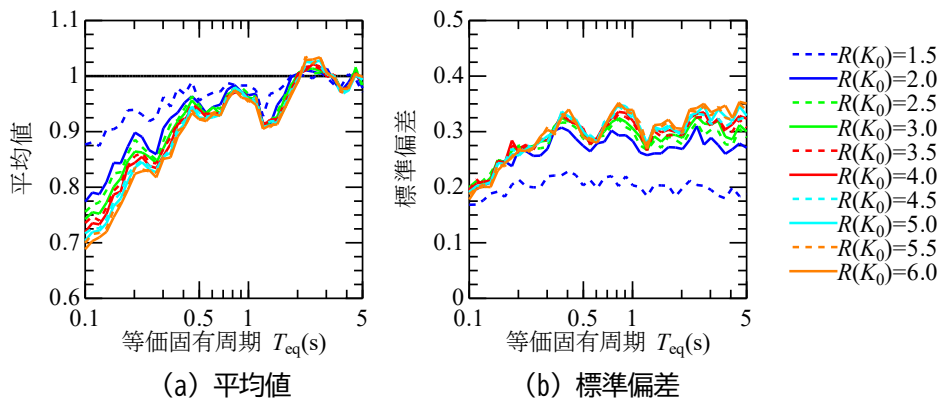 1.1
1
0.9
0.8
0.7
0.6
平均値
0.1
0.5
1
5
等価固有周期 Teq(s)
(a) 平均値
0.5
0.4
0.3
0.2
0.1
0
標準偏差
0.1
0.5
1
5
等価固有周期 Teq(s)
(b) 標準偏差
R(K0)=1.5
R(K0)=2.0
R(K0)=2.5
R(K0)=3.0
R(K0)=3.5
R(K0)=4.0
R(K0)=4.5
R(K0)=5.0
R(K0)=5.5
R(K0)=6.0